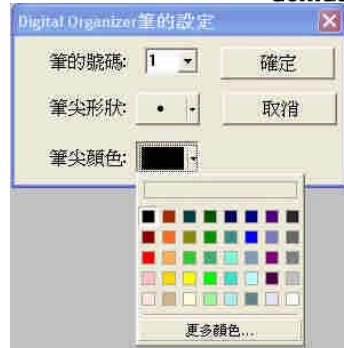 Digital Organizer筆的設定
筆的號碼: 1
確定
筆尖形狀:
取消
筆尖顏色:
更多顏色...